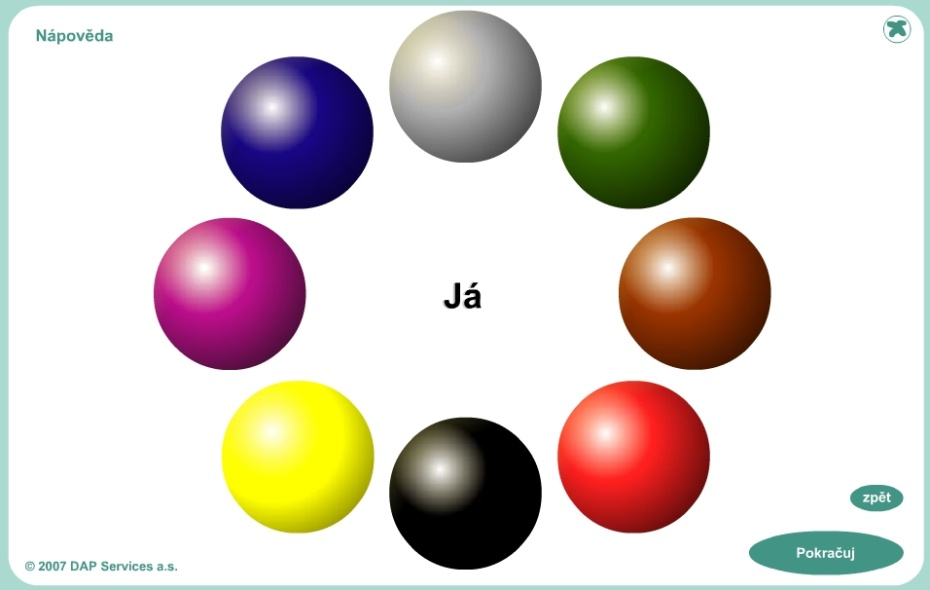 Nápověda
Já
zpět
Pokračuj
© 2007 DAP Services a.s.